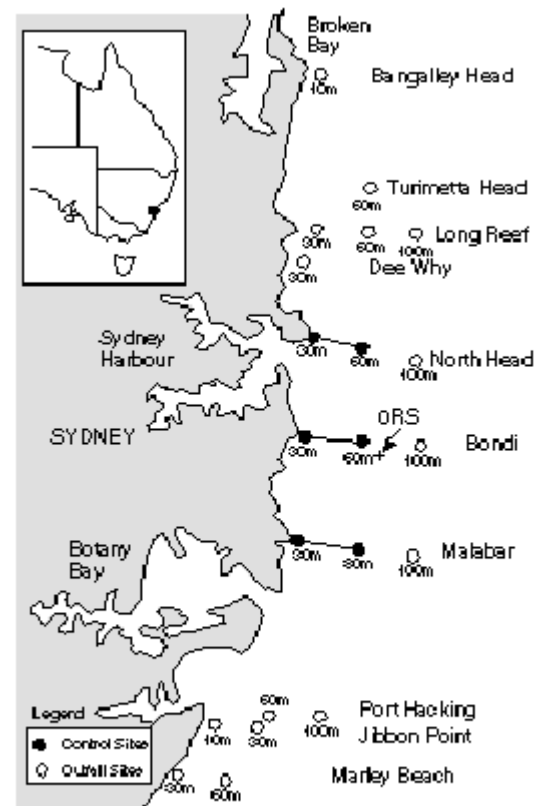 Broken
Bay
10m
Bangalley Head
Turimetta Head
60m
30m
60m
100m
Long Reef
30m
Dee Why
Sydney
Harbour
30m
60m
100m
North Head
ORS
SYDNEY
30m
60m
100m
Bondi
Botany
Bay
30m
80m
100m
Malabar
60m
Port Hacking
10m
30m
100m
Jibbon Point
Legend
Control Sites
Outfall Sites
30m
60m
Marley Beach